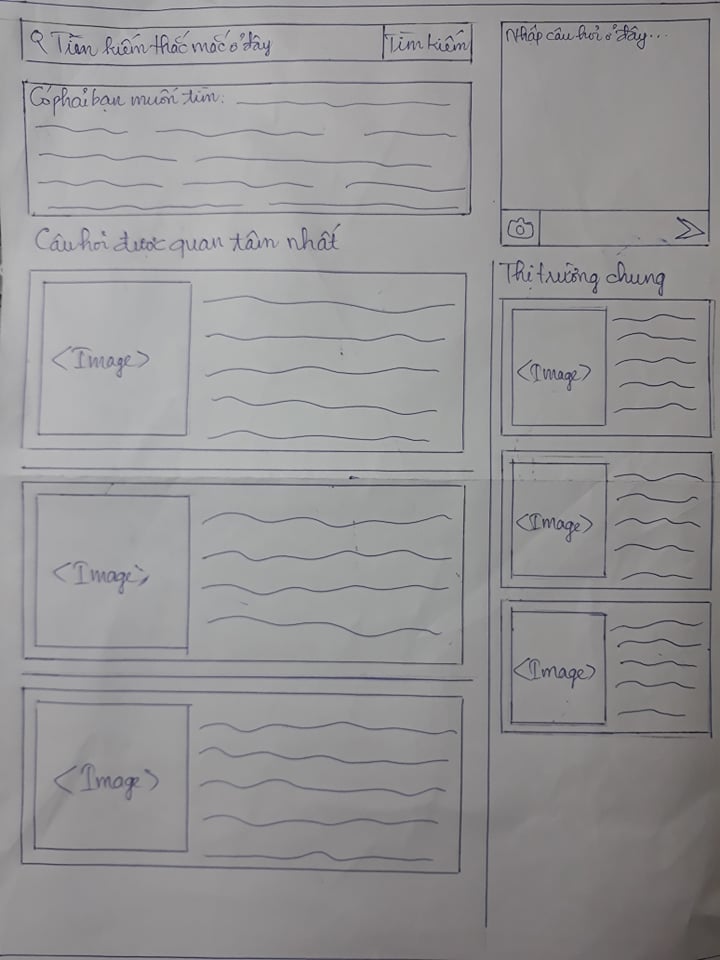 Tìm kiếm thắc mắc ở đây
Tìm kiếm
Có phải bạn muốn tìm:
Câu hỏi được quan tâm nhất
<Image>
<Image>
<Image>
Nhấp câu hỏi ở đây...
Thị trường chung
<Image>
<Image>
<Image>